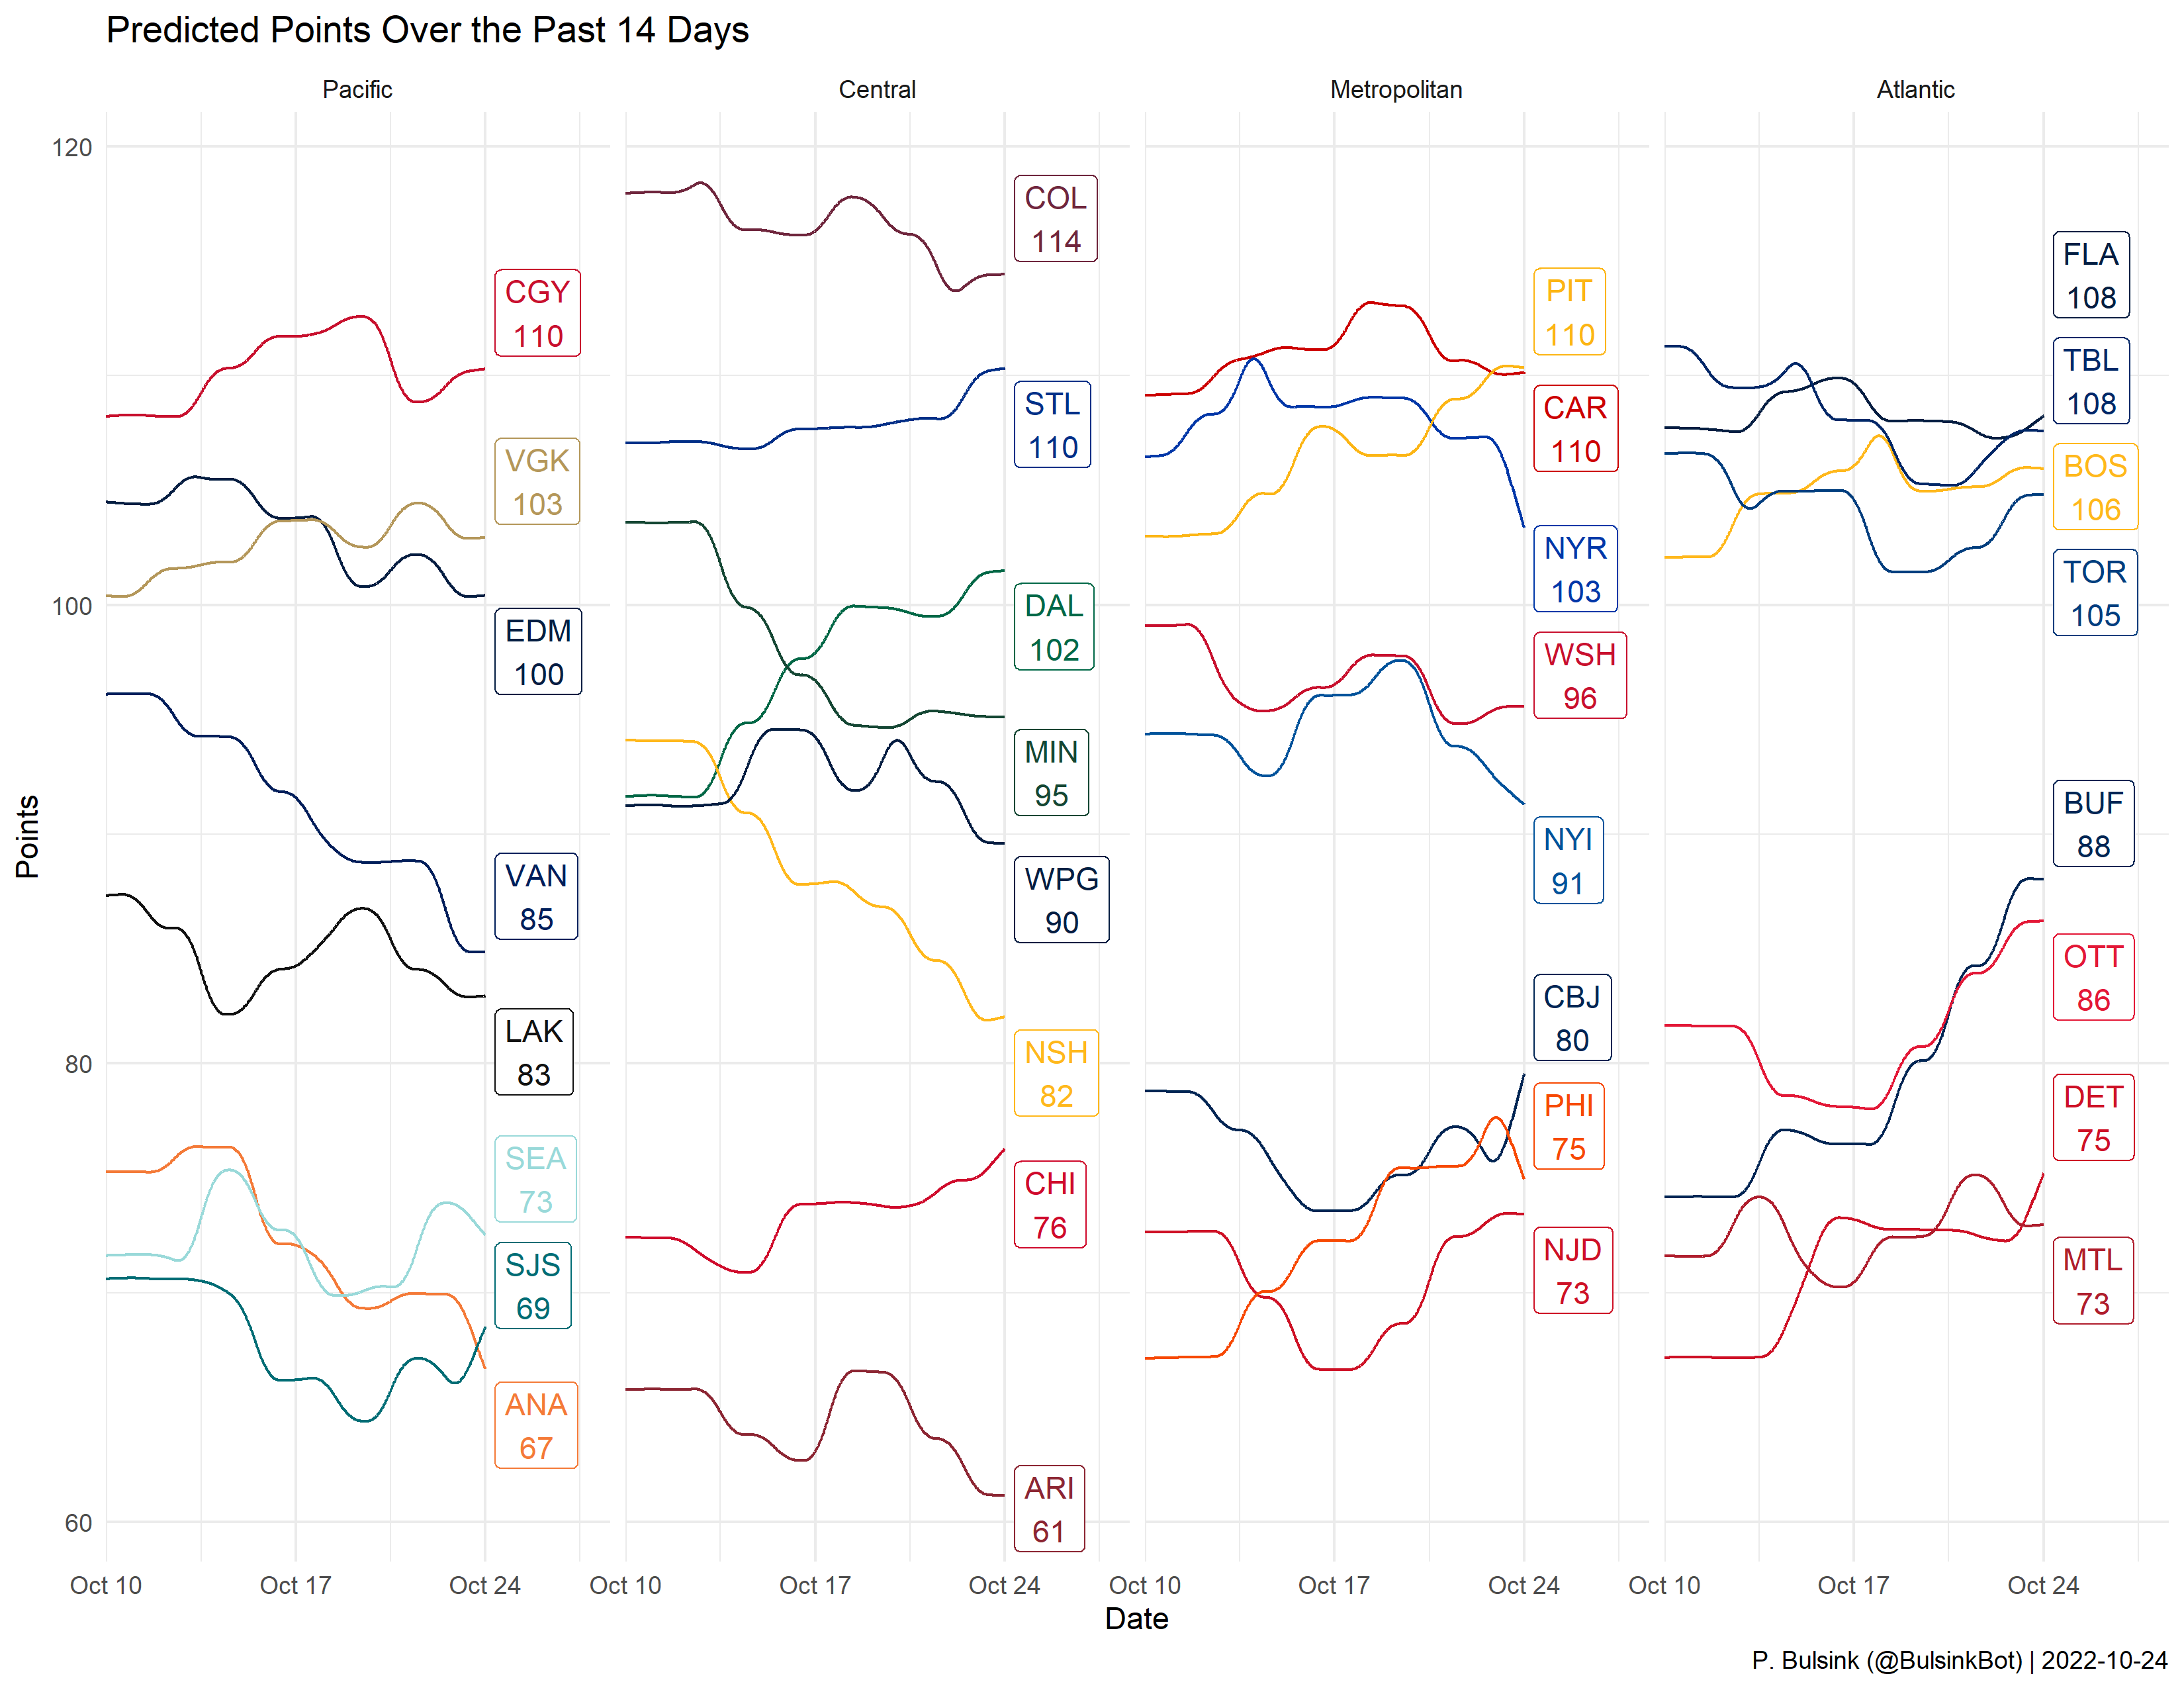 Predicted Points Over the Past 14 Days
Pacific
Central
Metropolitan
Atlantic
Points
120
100
80
60
CGY
110
VGK
103
EDM
100
VAN
85
LAK
83
SEA
73
SJS
69
ANA
67
COL
114
STL
110
DAL
102
MIN
95
WPG
90
NSH
82
CHI
76
ARI
61
PIT
110
CAR
110
NYR
103
WSH
96
NYI
91
CBJ
80
PHI
75
NJD
73
FLA
108
TBL
108
BOS
106
TOR
105
BUF
88
OTT
86
DET
75
MTL
73
Oct 10 Oct 17 Oct 24 Oct 10 Oct 17 Oct 24 Oct 10 Oct 17 Oct 24 Oct 10 Oct 17 Oct 24
Date
P. Bulsink (@BulsinkBot) | 2022-10-24